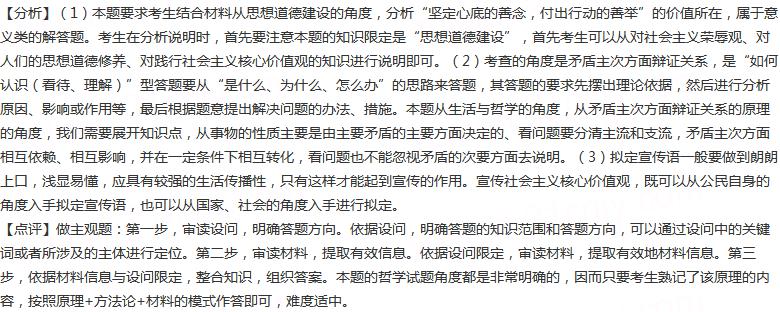 【分析】（1）本题要求考生结合材料从思想道德建设的角度，分析“坚定心底的善念，付出行动的善举”的价值所在，属于意
义类的解答题。考生在分析说明时，首先要注意本题的知识限定是“思想道德建设”，首先考生可以从对社会主义荣辱观、对
人们的思想道德修养、对践行社会主义核心价值观的知识进行说明即可。（2）考查的角度是矛盾主次方面辩证关系，是“如何
认识（看待、理解）”型答题要从“是什么、为什么、怎么办”的思路来答题，其答题的要求先摆出理论依据，然后进行分析
原因、影响或作用等，最后根据题意提出解决问题的办法、措施。本题从生活与哲学的角度，从矛盾主次方面辩证关系的原理
的角度，我们需要展开知识点，从事物的性质主要是由主要矛盾的主要方面决定的、看问题要分清主流和支流，矛盾主次方面
相互依赖、相互影响，并在一定条件下相互转化，看问题也不能忽视矛盾的次要方面去说明。（3）拟定宣传语一般要做到朗朗
上口，浅显易懂，应具有较强的生活传播性，只有这样才能起到宣传的作用。宣传社会主义核心价值观，既可以从公民自身的
角度入手拟定宣传语，也可以从国家、社会的角度入手进行拟定。
【点评】做主观题：第一步，审读设问，明确答题方向。依据设问，明确答题的知识范围和答题方向，可以通过设问中的关键
词或者所涉及的主体进行定位。第二步，审读材料，提取有效信息。依据设问限定，审读材料，提取有效地材料信息。第三
步，依据材料信息与设问限定，整合知识，组织答案。本题的哲学试题角度都是非常明确的，因而只要考生熟记了该原理的内
容，按照原理+方法论+材料的模式作答即可，难度适中。